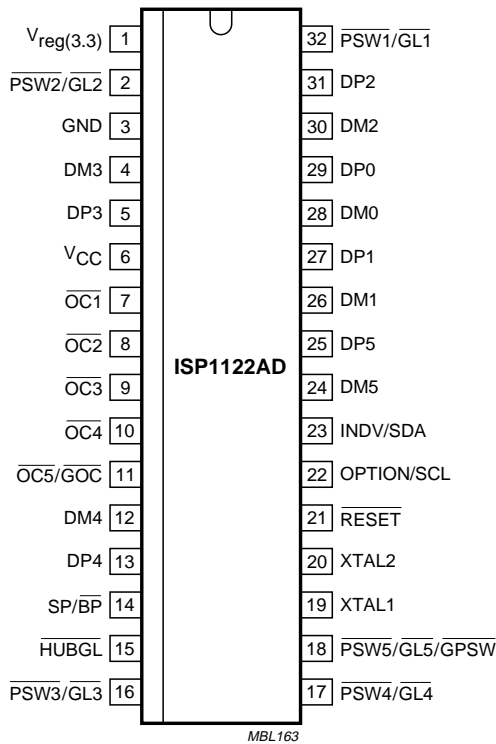 Vreg(3.3) 1 32 PSW1/GL1
PSW2/GL2 2 31 DP2
GND 3 30 DM2
DM3 4 29 DP0
DP3 5 28 DM0
VCC 6 27 DP1
OC1 7 26 DM1
OC2 8 25 DP5
ISP1122AD
OC3 9 24 DM5
OC4 10 23 INDV/SDA
OC5/GOC 11 22 OPTION/SCL
DM4 12 21 RESET
DP4 13 20 XTAL2
SP/BP 14 19 XTAL1
HUBGL 15 18 PSW5/GL5/GPSW
PSW3/GL3 16 17 PSW4/GL4
MBL163